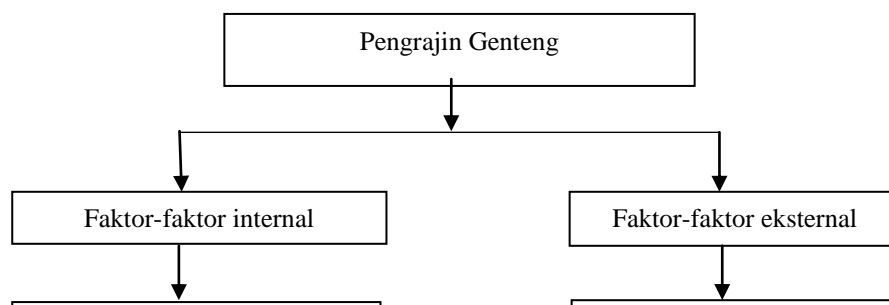 Pengrajin Genteng
Faktor-faktor internal
Faktor-faktor eksternal